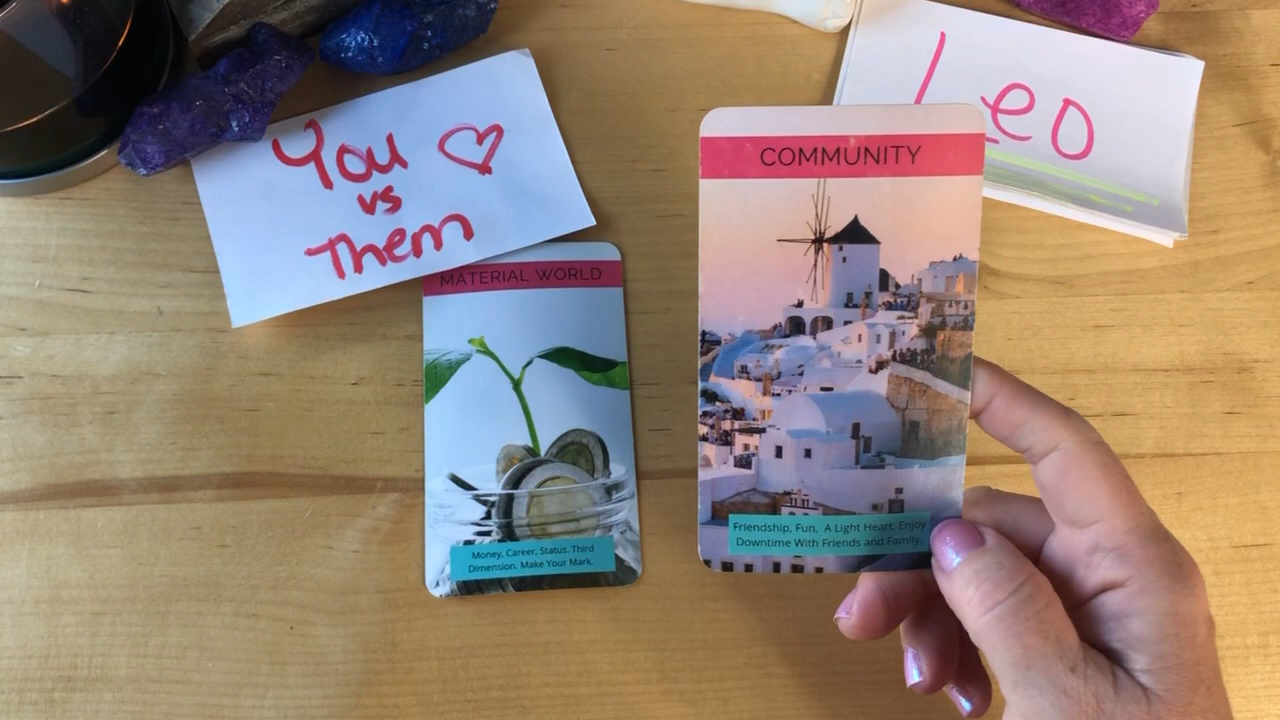 You
vs
Them
Leo
MATERIAL WORLD
Money, Career, Status. Third
Dimension. Make Your Mark.
COMMUNITY
Friendship, Fun, A Light Heart. Enjoy
Downtime With Friends and Family.